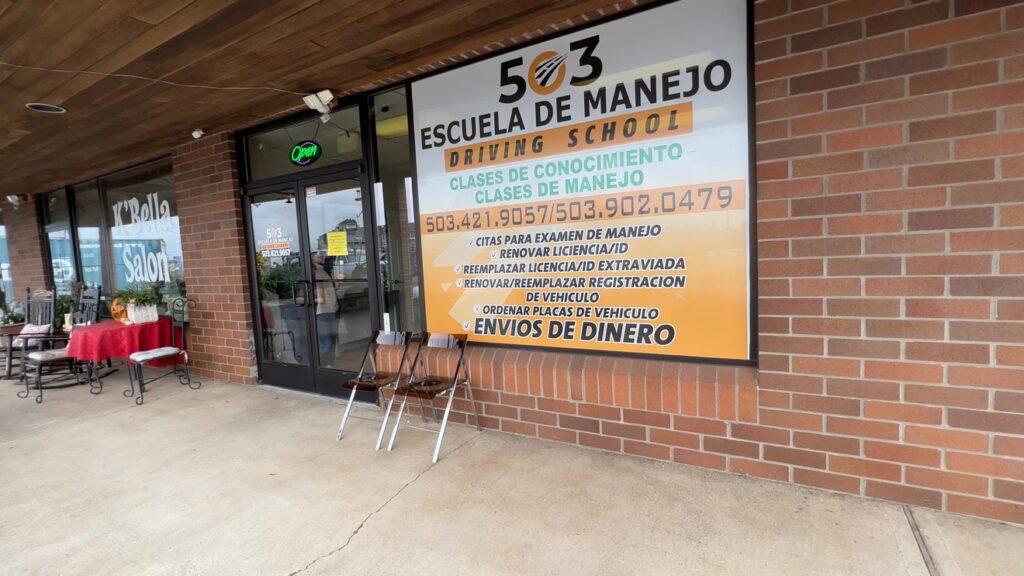 K'Bella
Salon
Open
503
503
ESCUELA DE MANEJO
DRIVING SCHOOL
CLASES DE CONOCIMIENTO
CLASES DE MANEJO
503.421.9057/503.902.0479
✓ CITAS PARA EXAMEN DE MANEJO
✓ RENOVAR LICIENCIA/ID
✓ REEMPLAZAR LICENCIA/ID EXTRAVIADA
✓ RENOVAR/REEMPLAZAR REGISTRACION
DE VEHICULO
✓ ORDENAR PLACAS DE VEHICULO
✓ ENVIOS DE DINERO